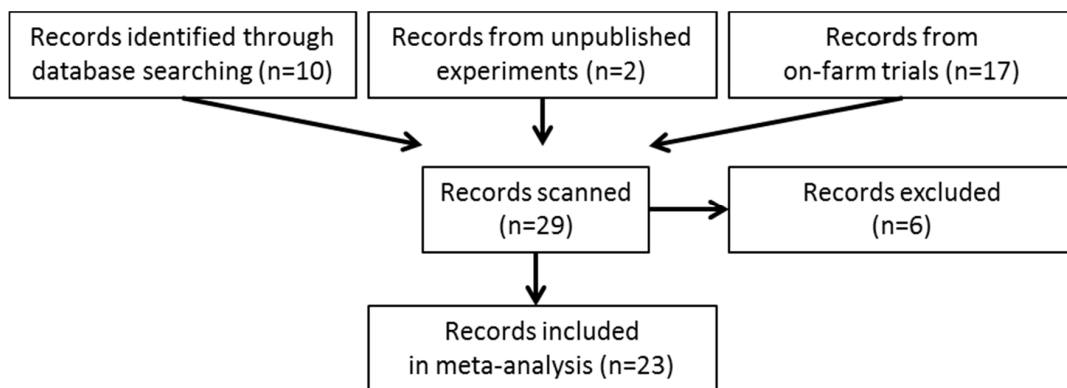 Records identified through
database searching (n=10)
Records from unpublished
experiments (n=2)
Records from
on-farm trials (n=17)
Records scanned
(n=29)
Records excluded
(n=6)
Records included
in meta-analysis (n=23)